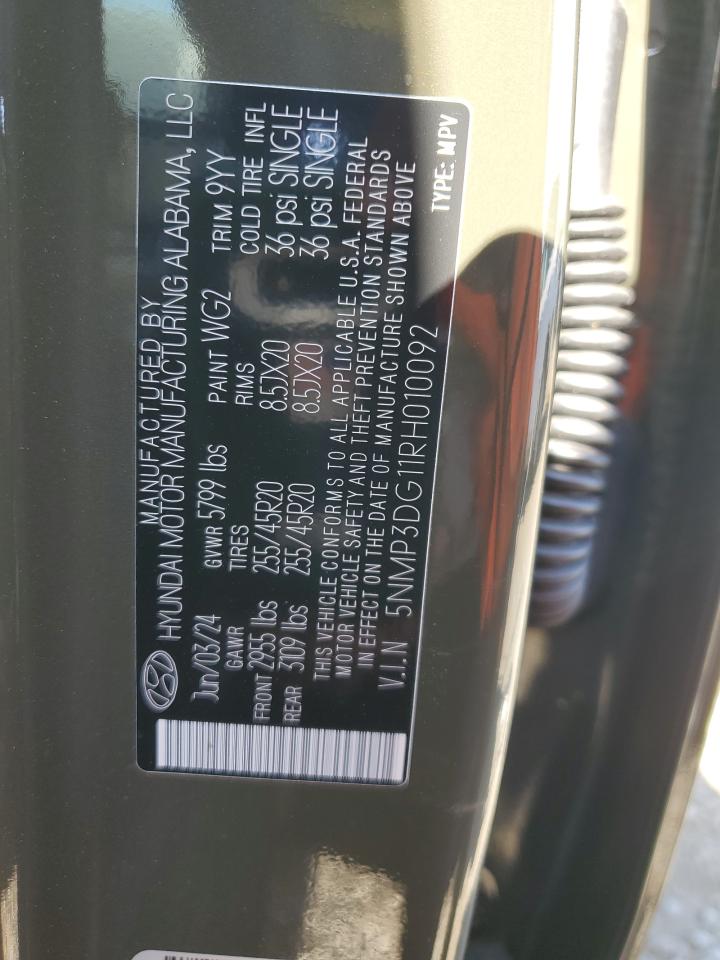 MANUFACTURED BY
HYUNDAI MOTOR MANUFACTURING ALABAMA, LLC
Jun/03/24 GVWR 5799 lbs PAINT WG2 TRIM 9YY
GAWR TIRES RIMS COLD TIRE INFL
FRONT 2955 lbs 255/45R20 8.5JX20 36 psi SINGLE
REAR 3109 lbs 255/45R20 8.5JX20 36 psi SINGLE
THIS VEHICLE CONFORMS TO ALL APPLICABLE U.S.A. FEDERAL
MOTOR VEHICLE SAFETY AND THEFT PREVENTION STANDARDS
IN EFFECT ON THE DATE OF MANUFACTURE SHOWN ABOVE
V.I.N 5NMP3DG11RH010092 TYPE: MPV